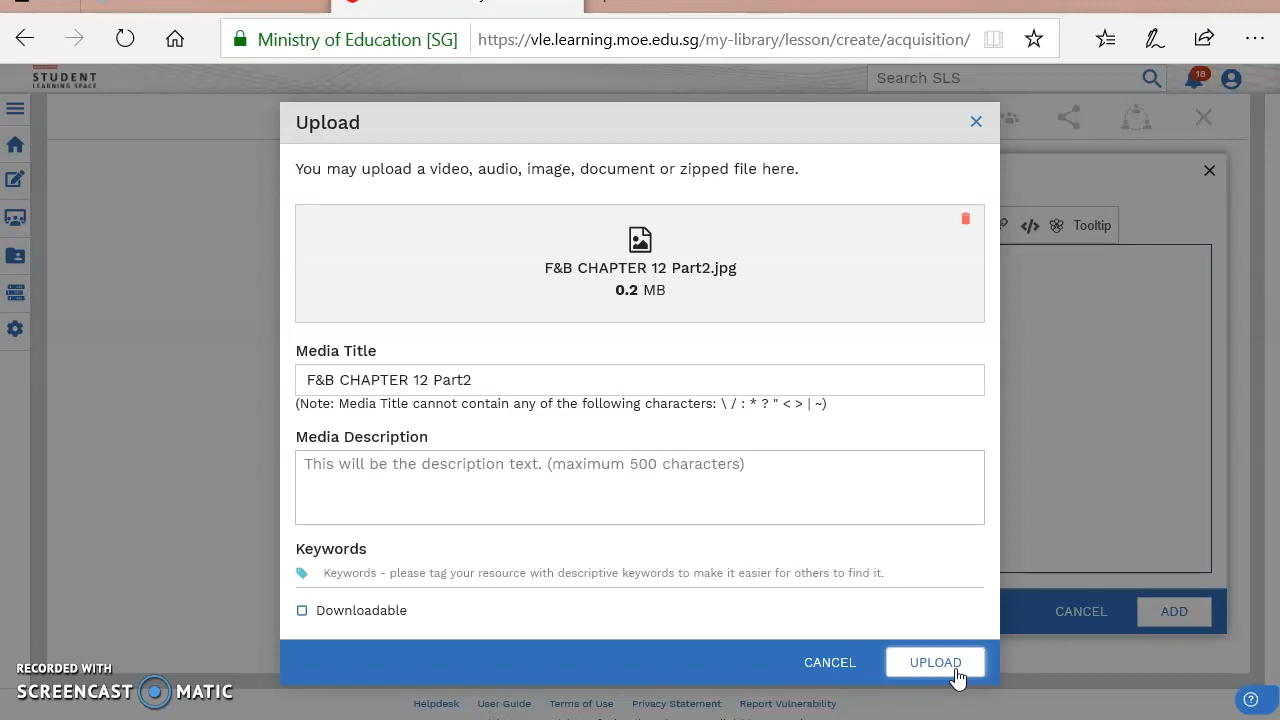 Ministry of Education [SG]
https://vle.learning.moe.edu.sg/my-library/lesson/create/acquisition/
STUDENT
LEARNING SPACE
Search SLS
18
Upload
You may upload a video, audio, image, document or zipped file here.
Tooltip
F&B CHAPTER 12 Part2.jpg
0.2 MB
Media Title
F&B CHAPTER 12 Part2
(Note: Media Title cannot contain any of the following characters: \ / : * ? " < > | ~)
Media Description
This will be the description text. (maximum 500 characters)
Keywords
Keywords - please tag your resource with descriptive keywords to make it easier for others to find it.
Downloadable
CANCEL ADD
CANCEL UPLOAD
RECORDED WITH
SCREENCAST MATIC
Helpdesk User Guide Terms of Use Privacy Statement Report Vulnerability